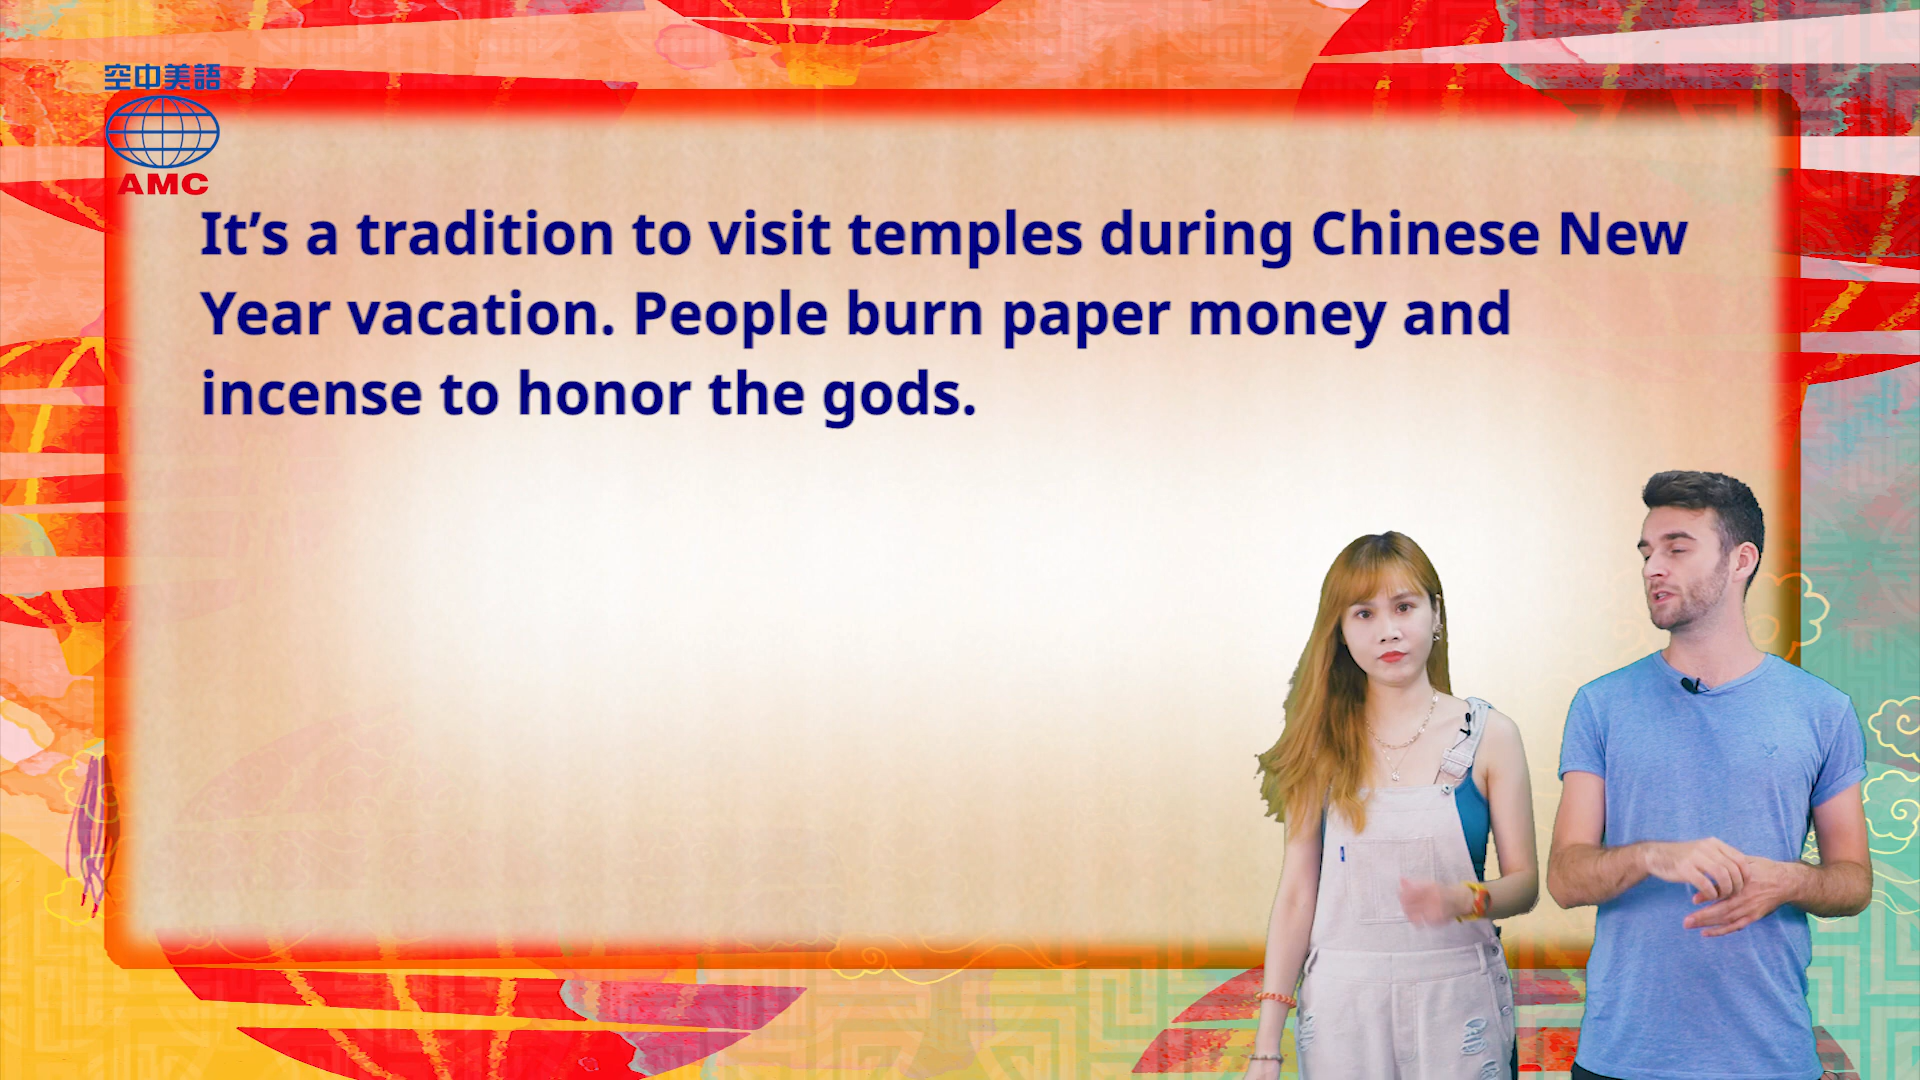 空中美語
AMC
It’s a tradition to visit temples during Chinese New
Year vacation. People burn paper money and
incense to honor the gods.